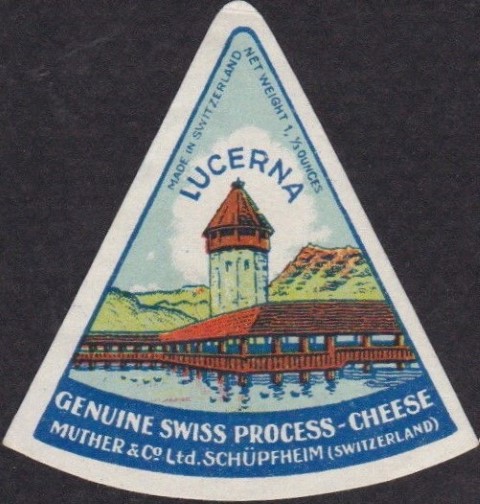 MADE IN SWITZERLAND
NET WEIGHT 1, 1/3 OUNCES
LUCERNA
GENUINE SWISS PROCESS-CHEESE
MUTHER & Cº Ltd. SCHÜPFHEIM (SWITZERLAND)